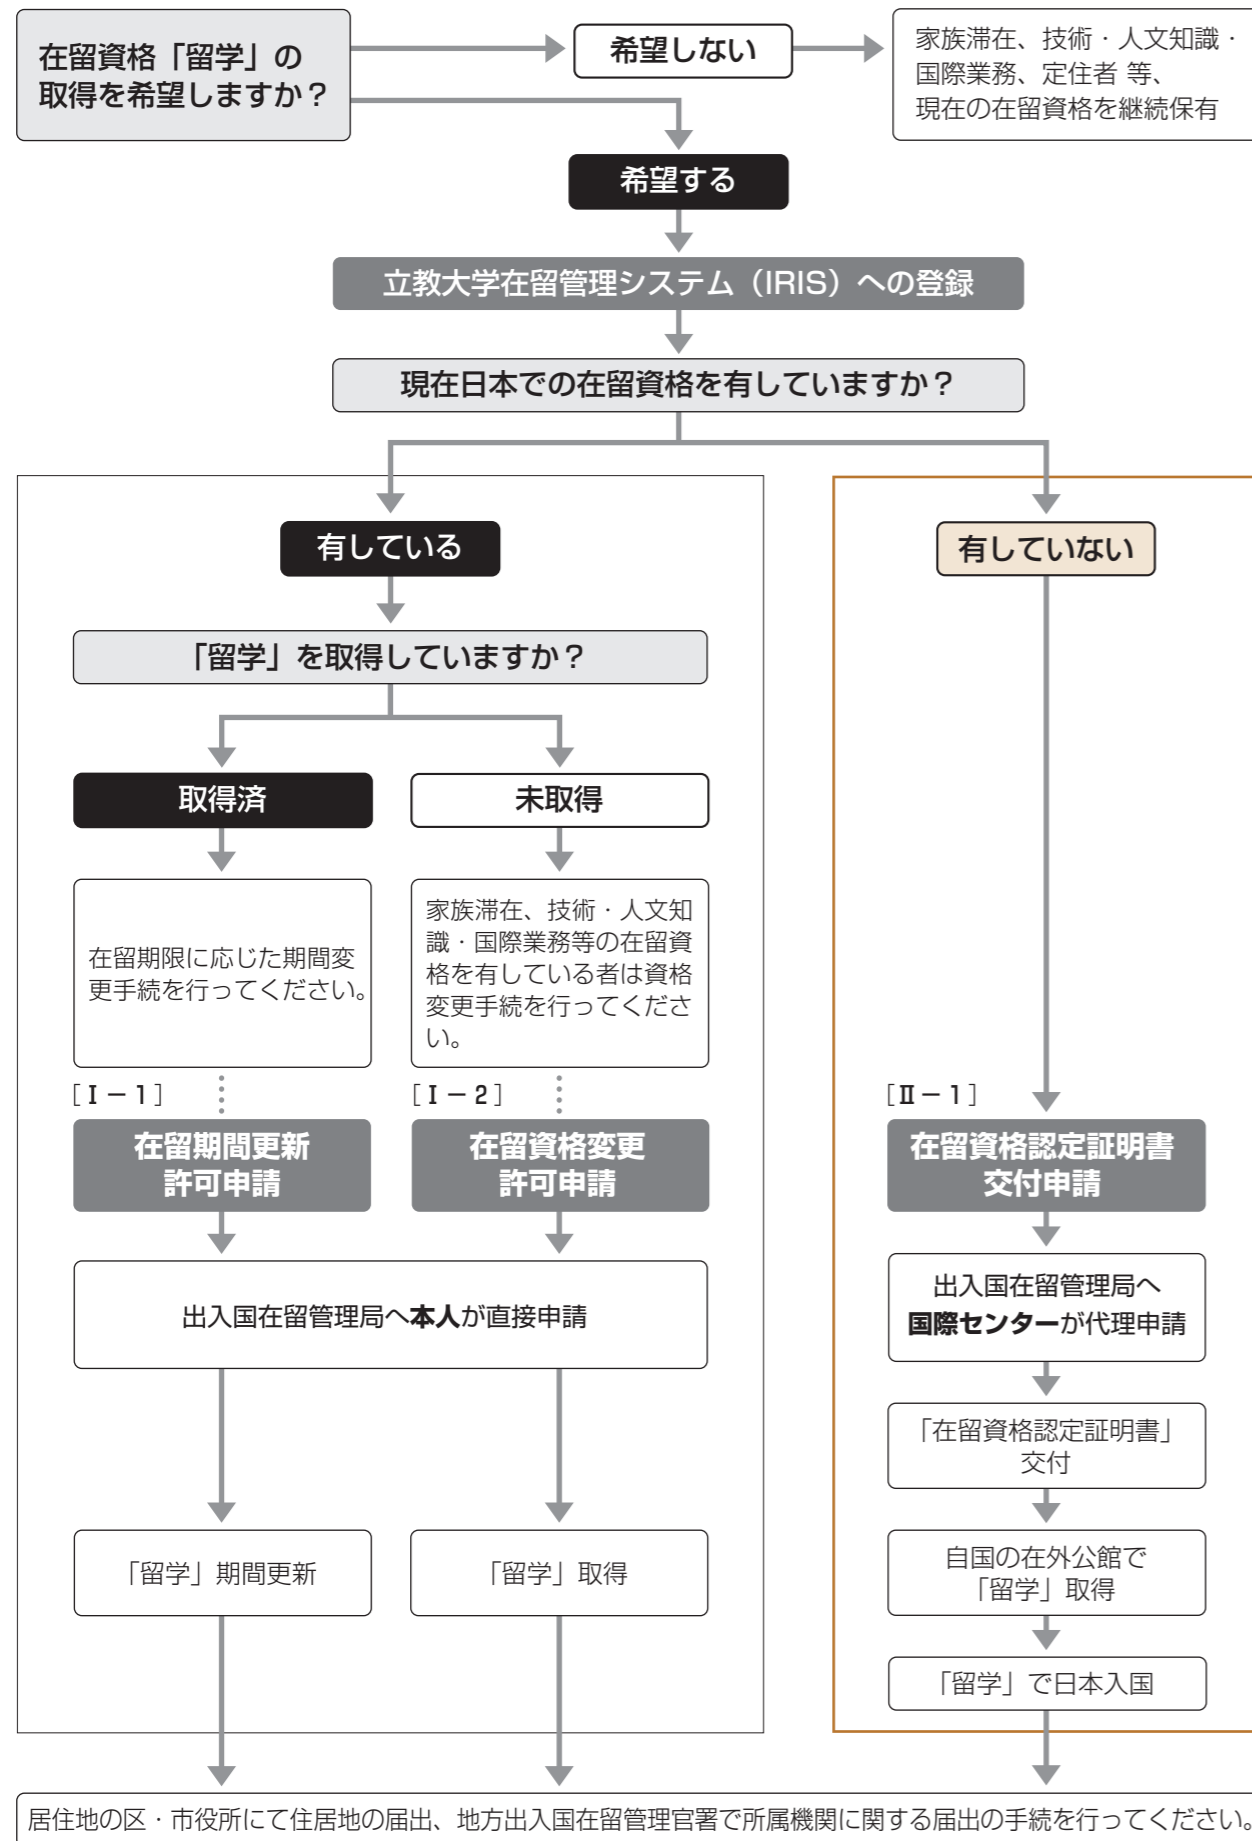 在留資格「留学」の
取得を希望しますか？
希望しない
家族滞在、技術・人文知識・
国際業務、定住者 等、
現在の在留資格を継続保有
希望する
立教大学在留管理システム（IRIS）への登録
現在日本での在留資格を有していますか？
有している
有していない
「留学」を取得していますか？
取得済
未取得
在留期限に応じた期間変
更手続を行ってください。
家族滞在、技術・人文知
識・国際業務等の在留資
格を有している者は資格
変更手続を行ってくださ
い。
［Ⅰ－1］
［Ⅰ－2］
［Ⅱ－1］
在留期間更新
許可申請
在留資格変更
許可申請
在留資格認定証明書
交付申請
出入国在留管理局へ本人が直接申請
出入国在留管理局へ
国際センターが代理申請
「在留資格認定証明書」
交付
「留学」期間更新
「留学」取得
自国の在外公館で
「留学」取得
「留学」で日本入国
居住地の区・市役所にて住居地の届出、地方出入国在留管理官署で所属機関に関する届出の手続を行ってください。